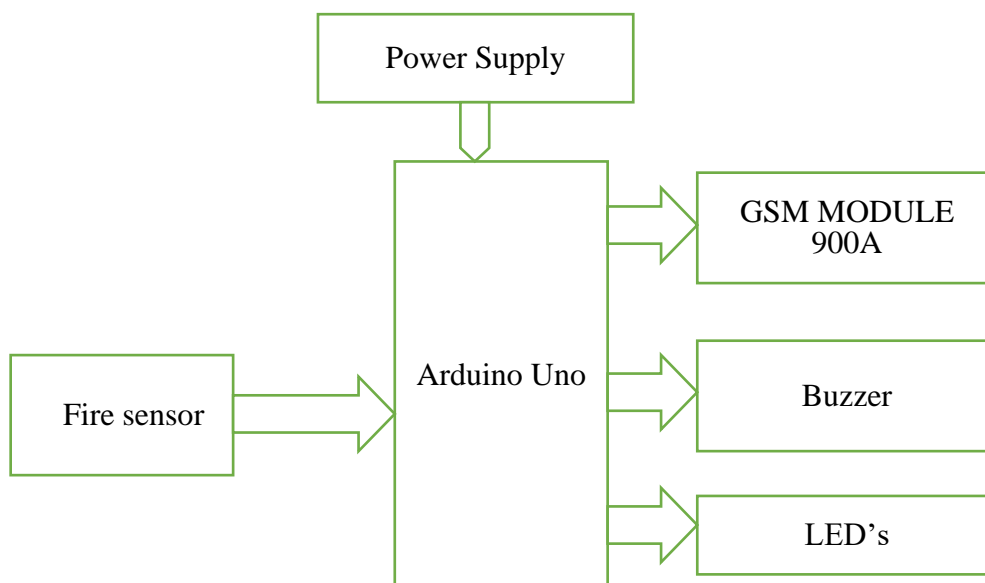 Power Supply
GSM MODULE
900A
Arduino Uno
Buzzer
Fire sensor
LED’s